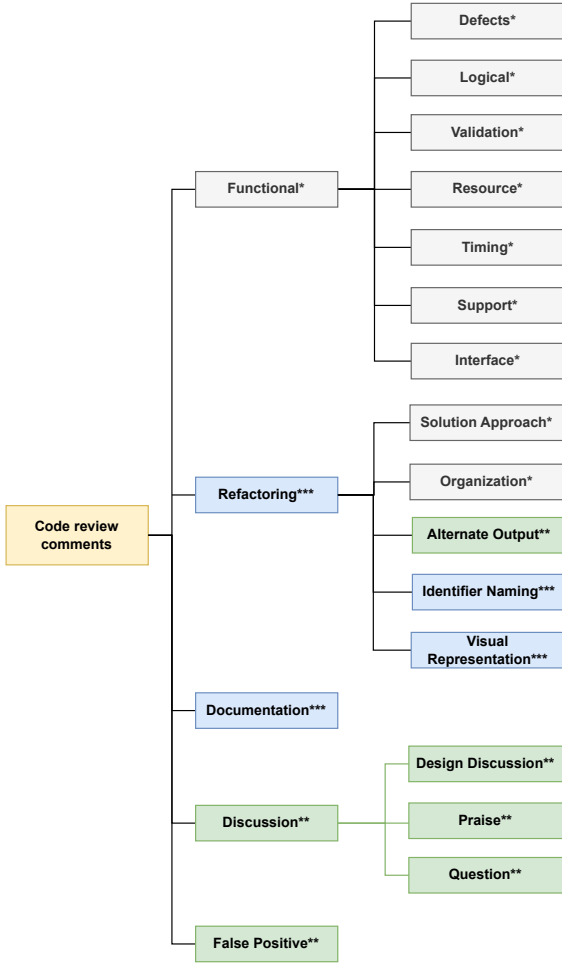 Defects*
Logical*
Validation*
Functional*
Resource*
Timing*
Support*
Interface*
Solution Approach*
Refactoring***
Organization*
Code review
comments
Alternate Output**
Identifier Naming***
Visual
Representation***
Documentation***
Design Discussion**
Discussion**
Praise**
Question**
False Positive**